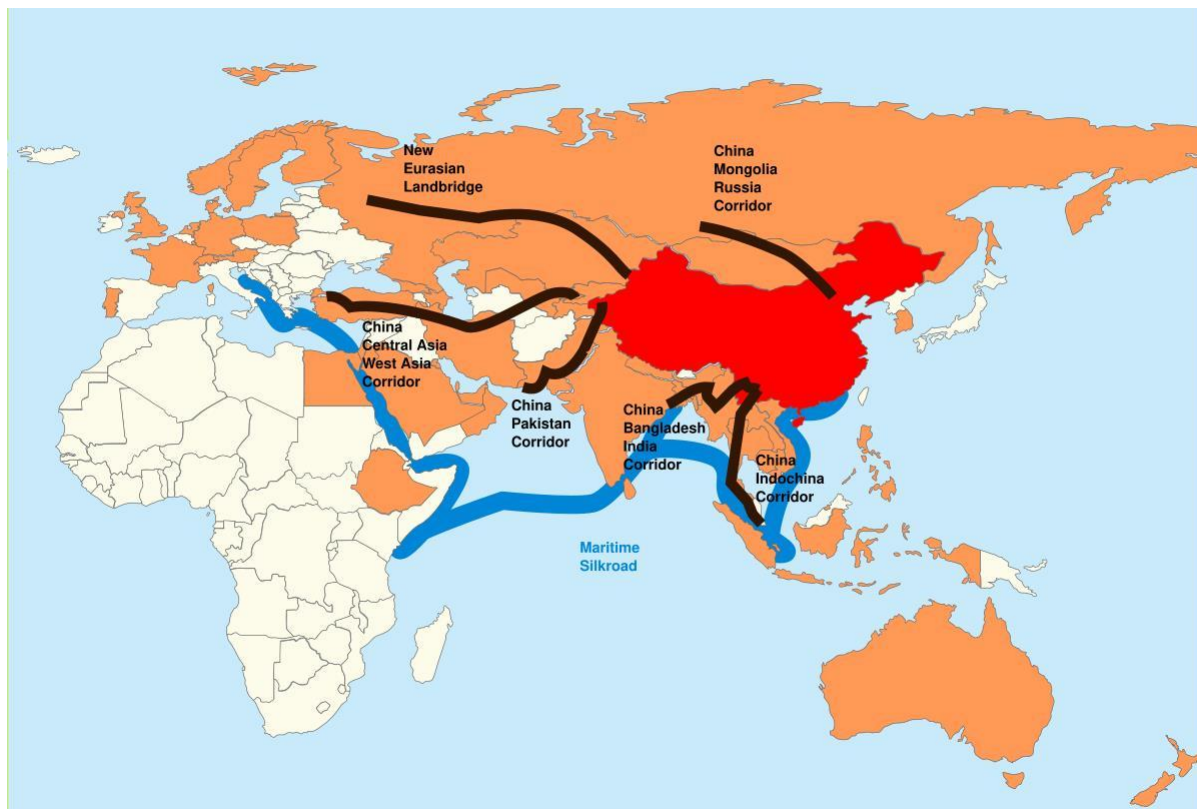 New
Eurasian
Landbridge
China
Mongolia
Russia
Corridor
China
Central Asia
West Asia
Corridor
China
Pakistan
Corridor
China
Bangladesh
India
Corridor
China
Indochina
Corridor
Maritime
Silkroad